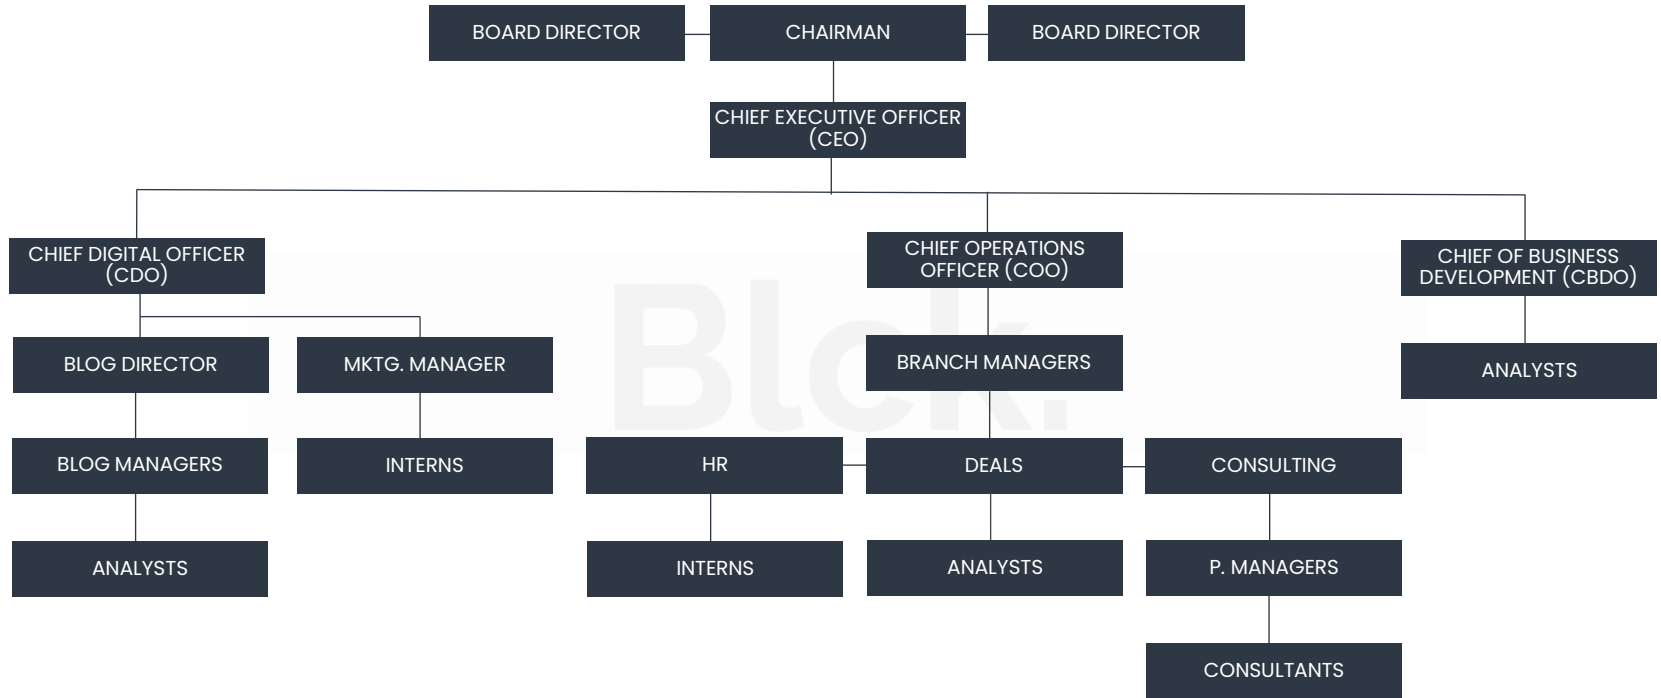 BOARD DIRECTOR
CHAIRMAN
BOARD DIRECTOR
CHIEF EXECUTIVE OFFICER
(CEO)
CHIEF DIGITAL OFFICER
(CDO)
CHIEF OPERATIONS
OFFICER (COO)
CHIEF OF BUSINESS
DEVELOPMENT (CBDO)
BLOG DIRECTOR
MKTG. MANAGER
BRANCH MANAGERS
ANALYSTS
Blck.
BLOG MANAGERS
INTERNS
HR
DEALS
CONSULTING
ANALYSTS
INTERNS
ANALYSTS
P. MANAGERS
CONSULTANTS